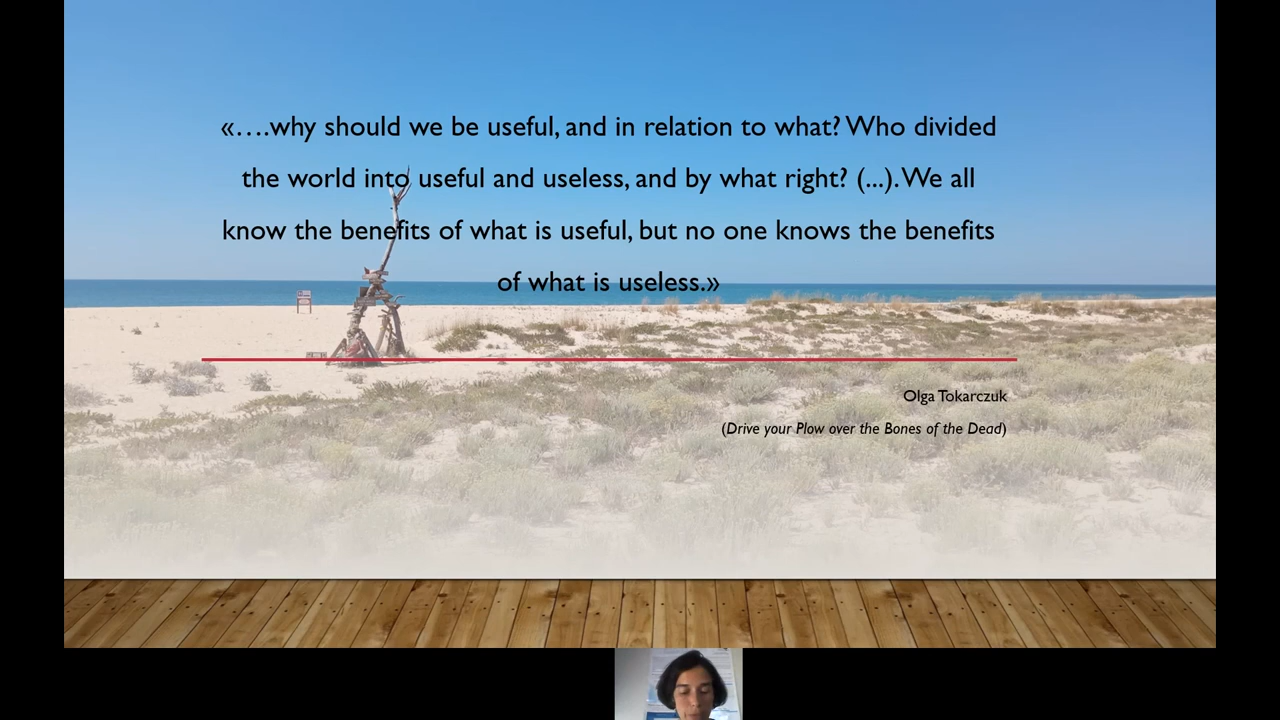 «….why should we be useful, and in relation to what? Who divided
the world into useful and useless, and by what right? (...). We all
know the benefits of what is useful, but no one knows the benefits
of what is useless.»
Olga Tokarczuk
(Drive your Plow over the Bones of the Dead)